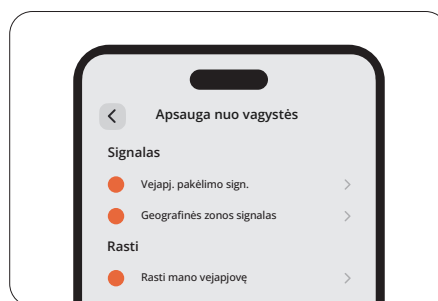 Apsauga nuo vagystės
Signalas
Vejapj. pakėlimo sign.
Geografinės zonos signalas
Rasti
Rasti mano vejapjovę